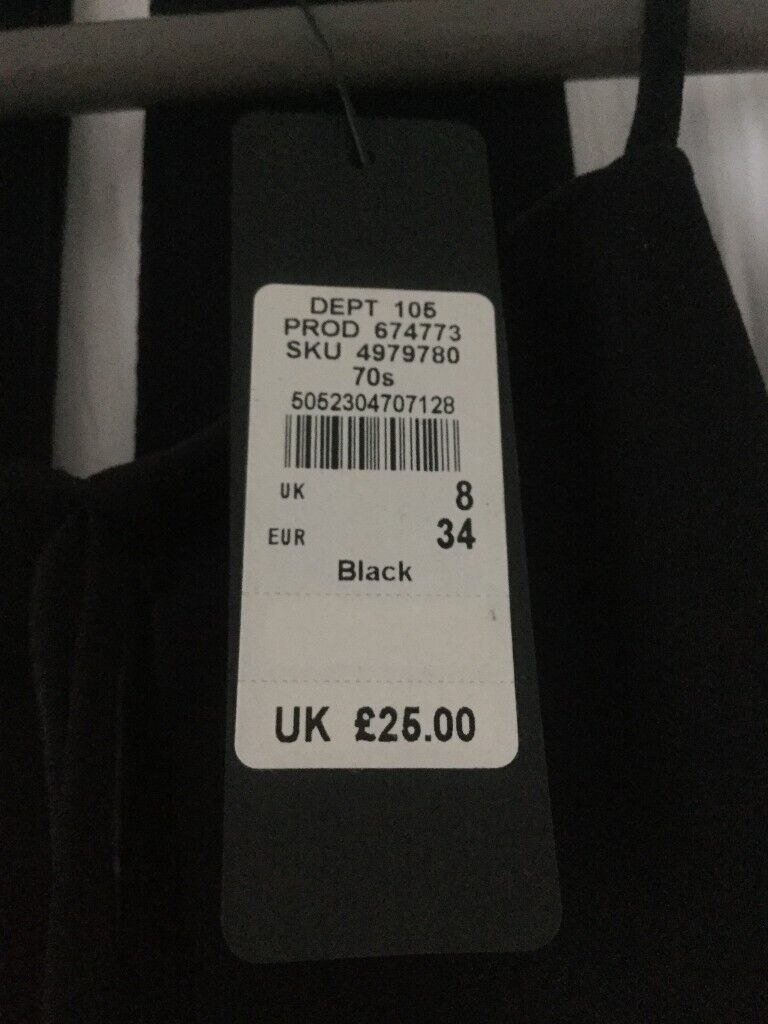 DEPT 105
PROD 674773
SKU 4979780
70s
5052304707128
UK 8
EUR 34
Black
UK £25.00